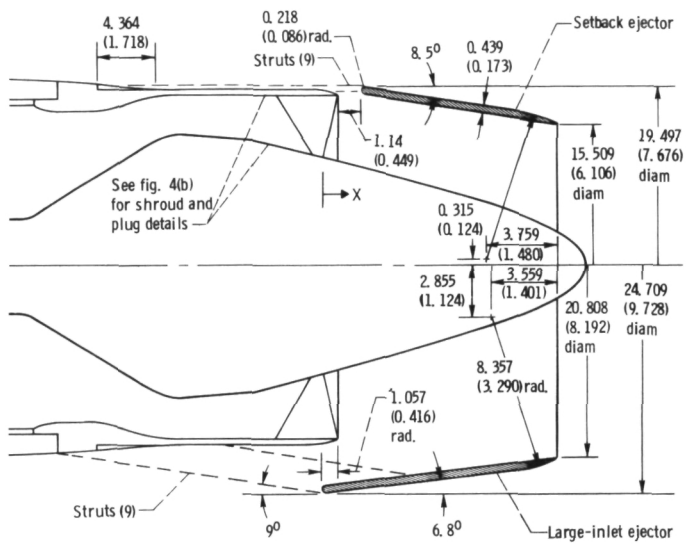 4.364
(1.718)
0.218
(0.086)rad.
Struts (9)
8.5⁰
0.439
(0.173)
Setback ejector
1.14
(0.449)
15.509
(6.106)
diam
19.497
(7.676)
diam
See fig. 4(b)
for shroud and
plug details
X
0.315
(0.124)
3.759
(1.480)
2.855
(1.124)
3.559
(1.401)
20.808
(8.192)
diam
24.709
(9.728)
diam
8.357
(3.290)rad.
1.057
(0.416)
rad.
Struts (9)
9⁰
6.8⁰
Large-inlet ejector